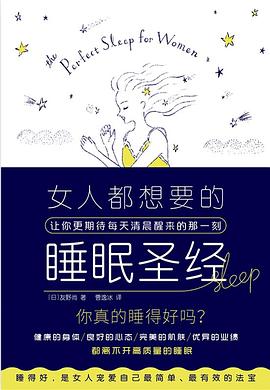 the Perfect Sleep for Women
女人都想要的
让你更期待每天清晨醒来的那一刻
睡眠圣经
sleep
[日]友野尚 著 曹逸冰 译
你真的睡得好吗?
健康的身体/良好的心态/完美的肌肤/优异的业绩
都离不开高质量的睡眠
睡得好,是女人宠爱自己最简单、最有效的法宝